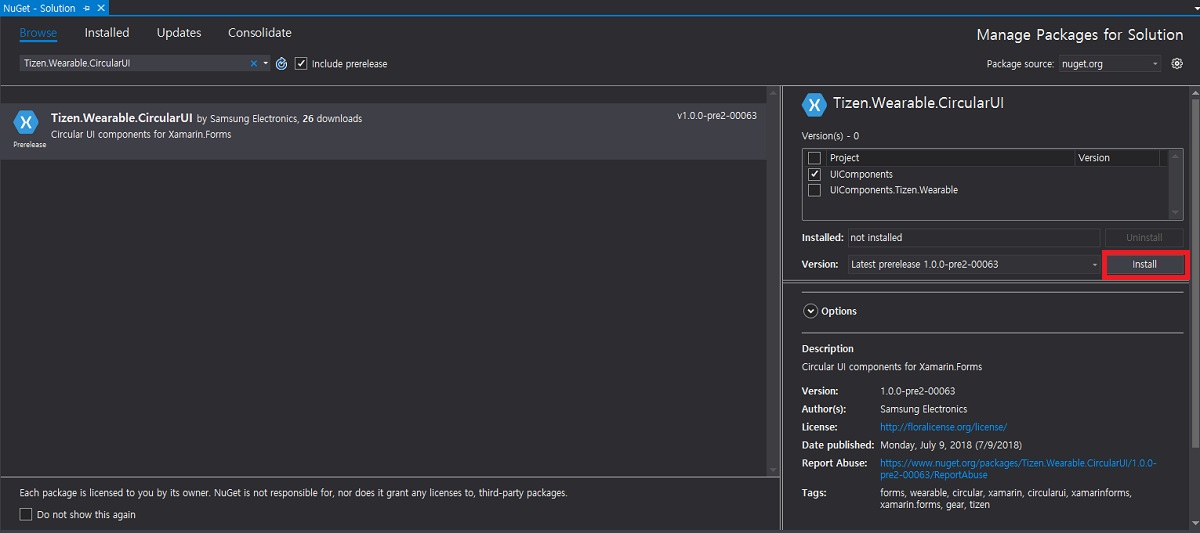 NuGet - Solution
Browse Installed Updates Consolidate
Manage Packages for Solution
Tizen.Wearable.CircularUI
Include prerelease
Package source: nuget.org
Tizen.Wearable.CircularUI by Samsung Electronics, 26 downloads
v1.0.0-pre2-00063
Circular UI components for Xamarin.Forms
Prerelease
Tizen.Wearable.CircularUI
Version(s) - 0
Project Version
UIComponents
UIComponents.Tizen.Wearable
Installed: not installed Uninstall
Version: Latest prerelease 1.0.0-pre2-00063 Install
Options
Description
Circular UI components for Xamarin.Forms
Version: 1.0.0-pre2-00063
Author(s): Samsung Electronics
License: http://floralicense.org/license/
Date published: Monday, July 9, 2018 (7/9/2018)
Report Abuse: https://www.nuget.org/packages/Tizen.Wearable.CircularUI/1.0.0-
pre2-00063/ReportAbuse
Tags: forms, wearable, circular, xamarin, circularui, xamarinforms,
xamarin.forms, gear, tizen
Each package is licensed to you by its owner. NuGet is not responsible for, nor does it grant any licenses to, third-party packages.
Do not show this again